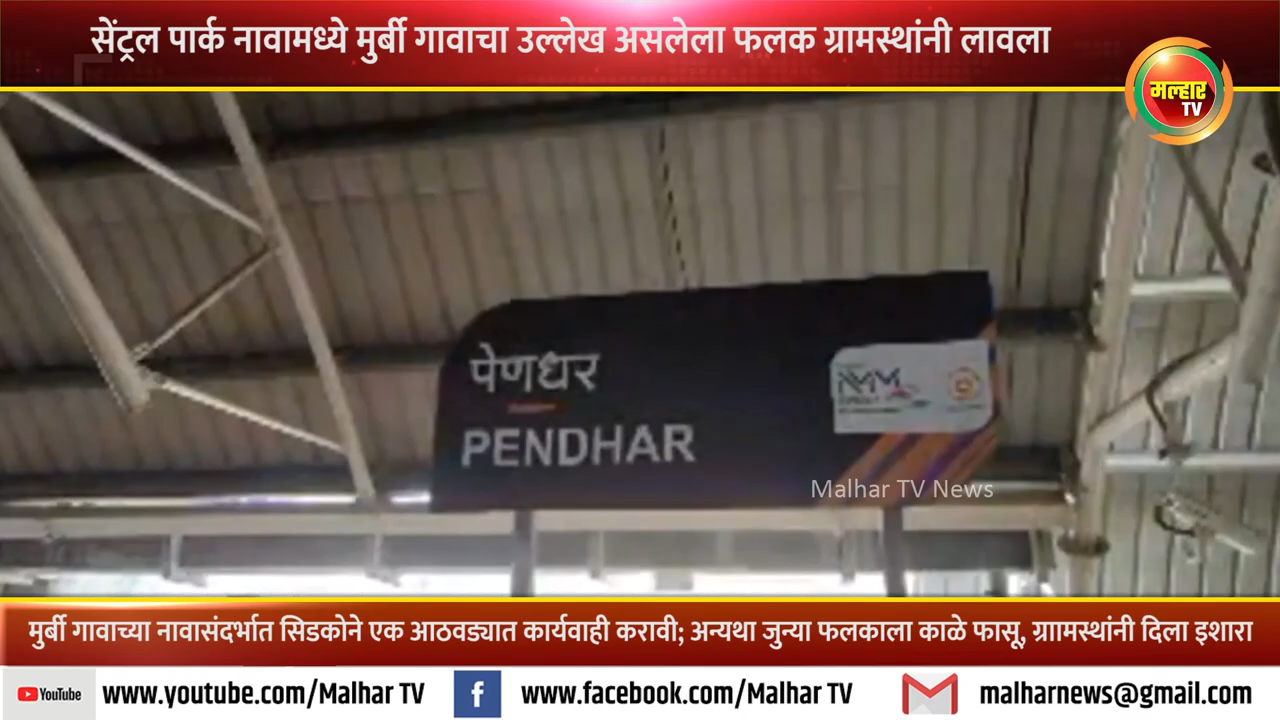 सेंट्रल पार्क नावामध्ये मुर्बी गावाचा उल्लेख असलेला फलक ग्रामस्थांनी लावला
मल्हार
TV
पेणधर
PENDHAR
NMM
Malhar TV News
मुर्बी गावाच्या नावासंदर्भात सिडकोने एक आठवड्यात कार्यवाही करावी; अन्यथा जुन्या फलकाला काळे फासू, ग्राामस्थांनी दिला इशारा
YouTube www.youtube.com/Malhar TV f www.facebook.com/Malhar TV malharnews@gmail.com